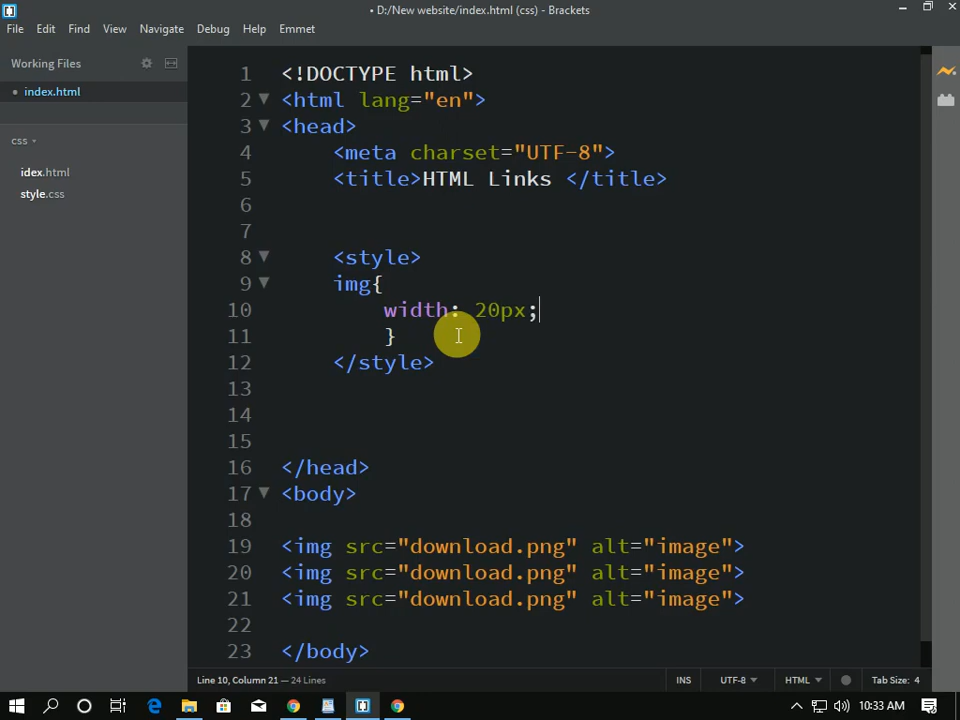 • D:/New website/index.html (css) - Brackets
File Edit Find View Navigate Debug Help Emmet
Working Files
• index.html
css
idex.html
style.css
1 <!DOCTYPE html>
2 <html lang="en">
3 <head>
4 <meta charset="UTF-8">
5 <title>HTML Links </title>
6
7
8 <style>
9 img{
10 width: 20px;
11 }
12 </style>
13
14
15
16 </head>
17 <body>
18
19 <img src="download.png" alt="image">
20 <img src="download.png" alt="image">
21 <img src="download.png" alt="image">
22
23 </body>
Line 10, Column 21 — 24 Lines INS UTF-8 HTML Tab Size: 4
10:33 AM